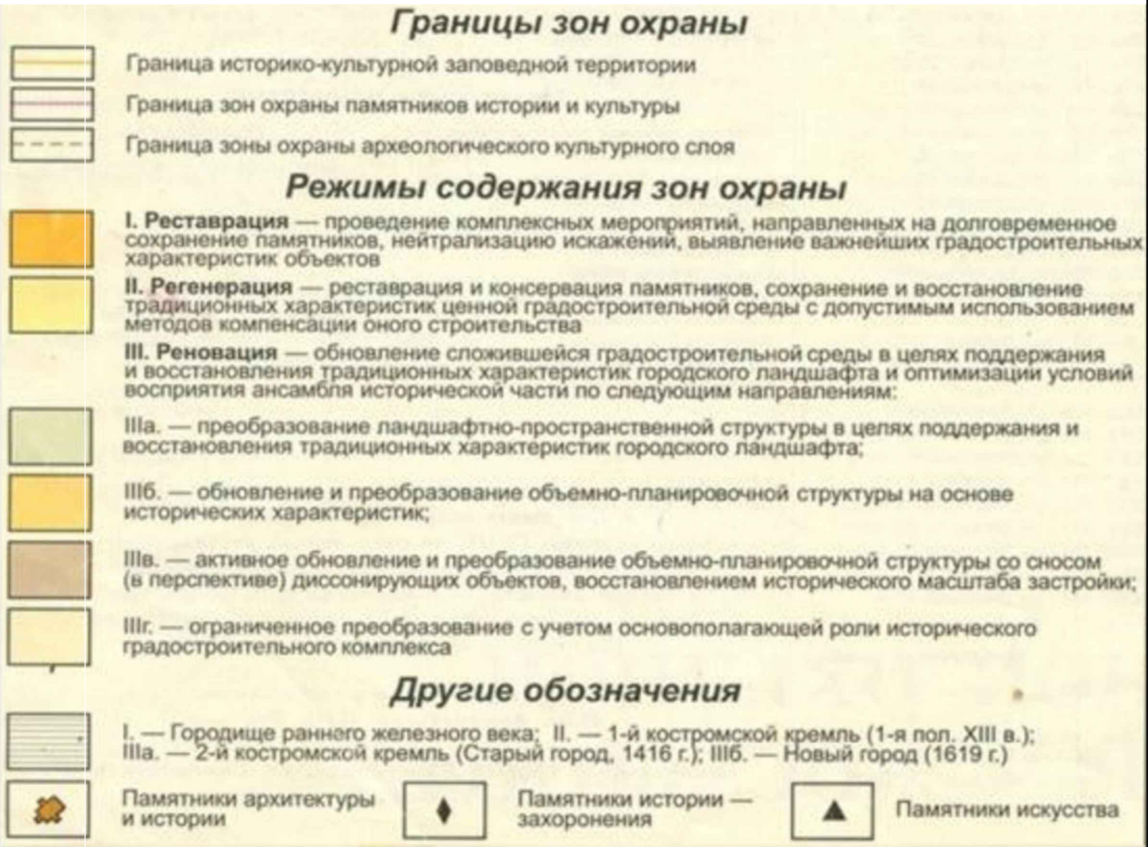 Границы зон охраны
Граница историко-культурной заповедной территории
Граница зон охраны памятников истории и культуры
Граница зоны охраны археологического культурного слоя
Режимы содержания зон охраны
I. Реставрация — проведение комплексных мероприятий, направленных на долговременное
сохранение памятников, нейтрализацию искажений, выявление важнейших градостроительных
характеристик объектов
II. Регенерация — реставрация и консервация памятников, сохранение и восстановление
традиционных характеристик ценной градостроительной среды с допустимым использованием
методов компенсации оного строительства
III. Реновация — обновление сложившейся градостроительной среды в целях поддержания
и восстановления традиционных характеристик городского ландшафта и оптимизации условий
восприятия ансамбля исторической части по следующим направлениям:
IIIа. — преобразование ландшафтно-пространственной структуры в целях поддержания и
восстановления традиционных характеристик городского ландшафта;
IIIб. — обновление и преобразование объемно-планировочной структуры на основе
исторических характеристик;
IIIв. — активное обновление и преобразование объемно-планировочной структуры со сносом
(в перспективе) диссонирующих объектов, восстановлением исторического масштаба застройки;
IIIг. — ограниченное преобразование с учетом основополагающей роли исторического
градостроительного комплекса
Другие обозначения
I. — Городище раннего железного века; II. — 1-й костромской кремль (1-я пол. XIII в.);
IIIа. — 2-й костромской кремль (Старый город, 1416 г.); IIIб. — Новый город (1619 г.)
Памятники архитектуры
и истории
Памятники истории —
захоронения
Памятники искусства